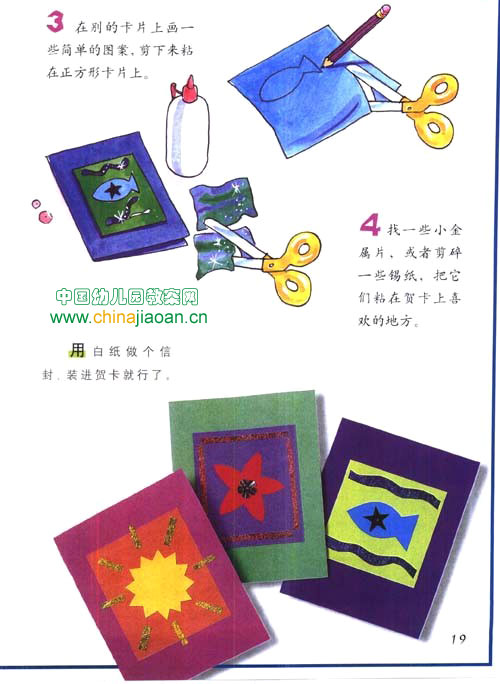 3 在别的卡片上画一
些简单的图案,剪下来粘
在正方形卡片上。
4 找一些小金
属片、或者剪碎
一些锡纸,把它
们粘在贺卡上喜
欢的地方。
中国幼儿园教案网
www.chinajiaoan.cn
用白纸做个信
封,装进贺卡就行了。
19